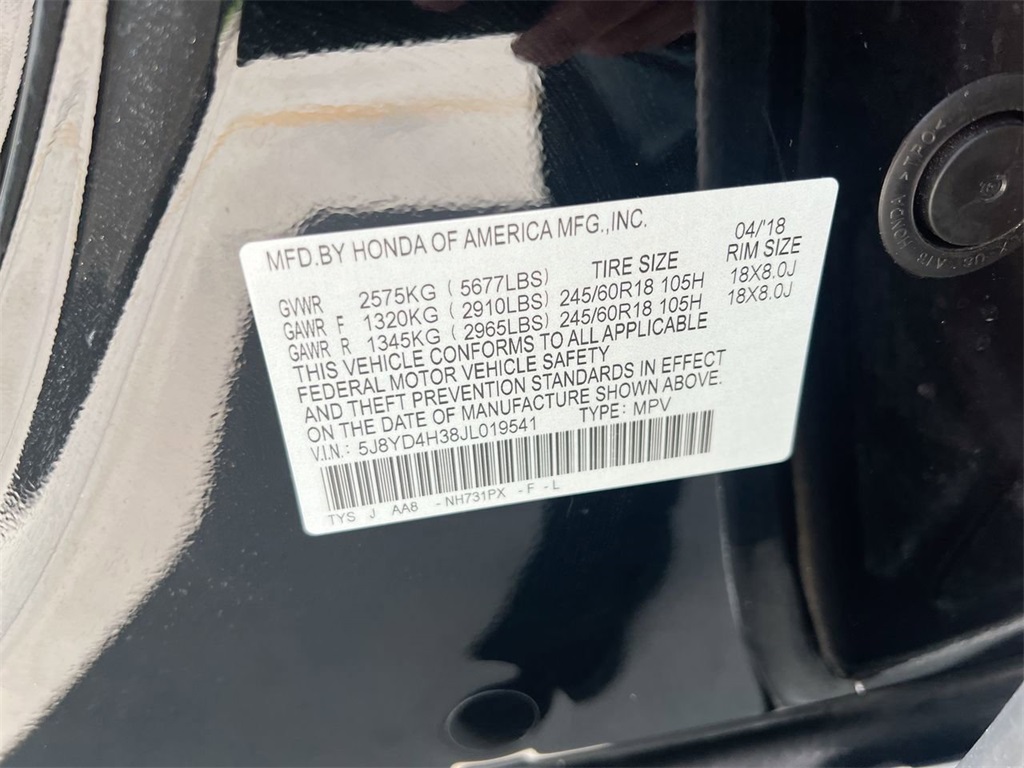 MFD.BY HONDA OF AMERICA MFG.,INC. 04/'18
TIRE SIZE RIM SIZE
GVWR 2575KG ( 5677LBS)
GAWR F 1320KG ( 2910LBS) 245/60R18 105H 18X8.0J
GAWR R 1345KG ( 2965LBS) 245/60R18 105H 18X8.0J
THIS VEHICLE CONFORMS TO ALL APPLICABLE
FEDERAL MOTOR VEHICLE SAFETY
AND THEFT PREVENTION STANDARDS IN EFFECT
ON THE DATE OF MANUFACTURE SHOWN ABOVE.
V.I.N.: 5J8YD4H38JL019541 TYPE: MPV
TYS J AA8 -NH731PX -F -L
HONDA >TPO<